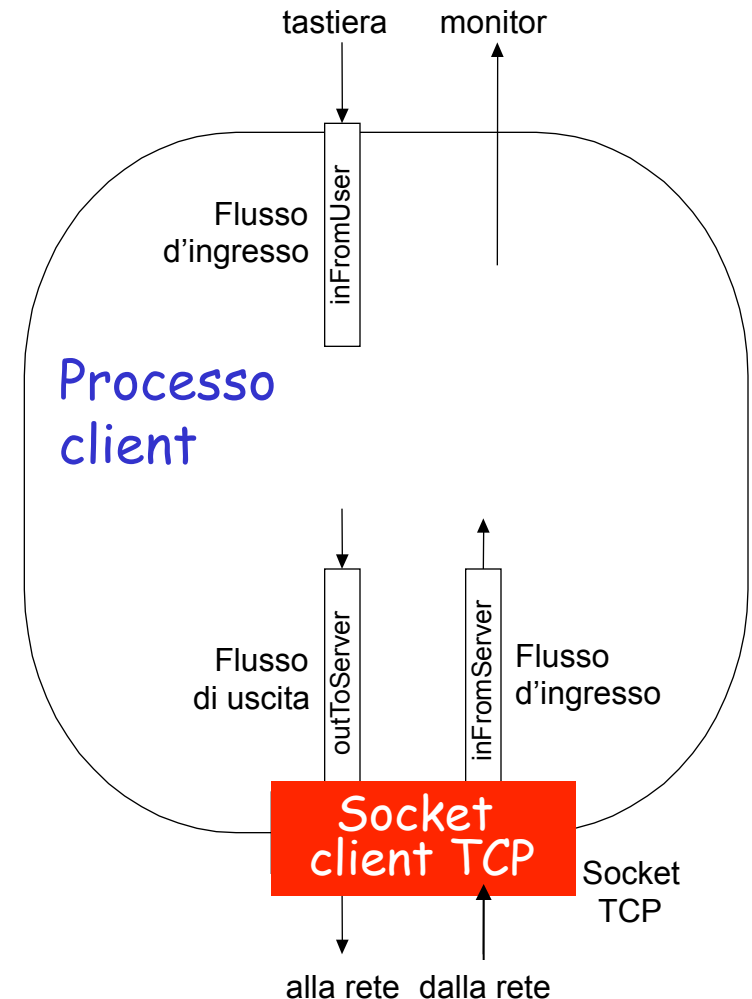 tastiera
monitor
Flusso
d'ingresso
inFromUser
Processo
client
Flusso
di uscita
outToServer
inFromServer
Flusso
d'ingresso
Socket
client TCP
Socket
TCP
alla rete
dalla rete